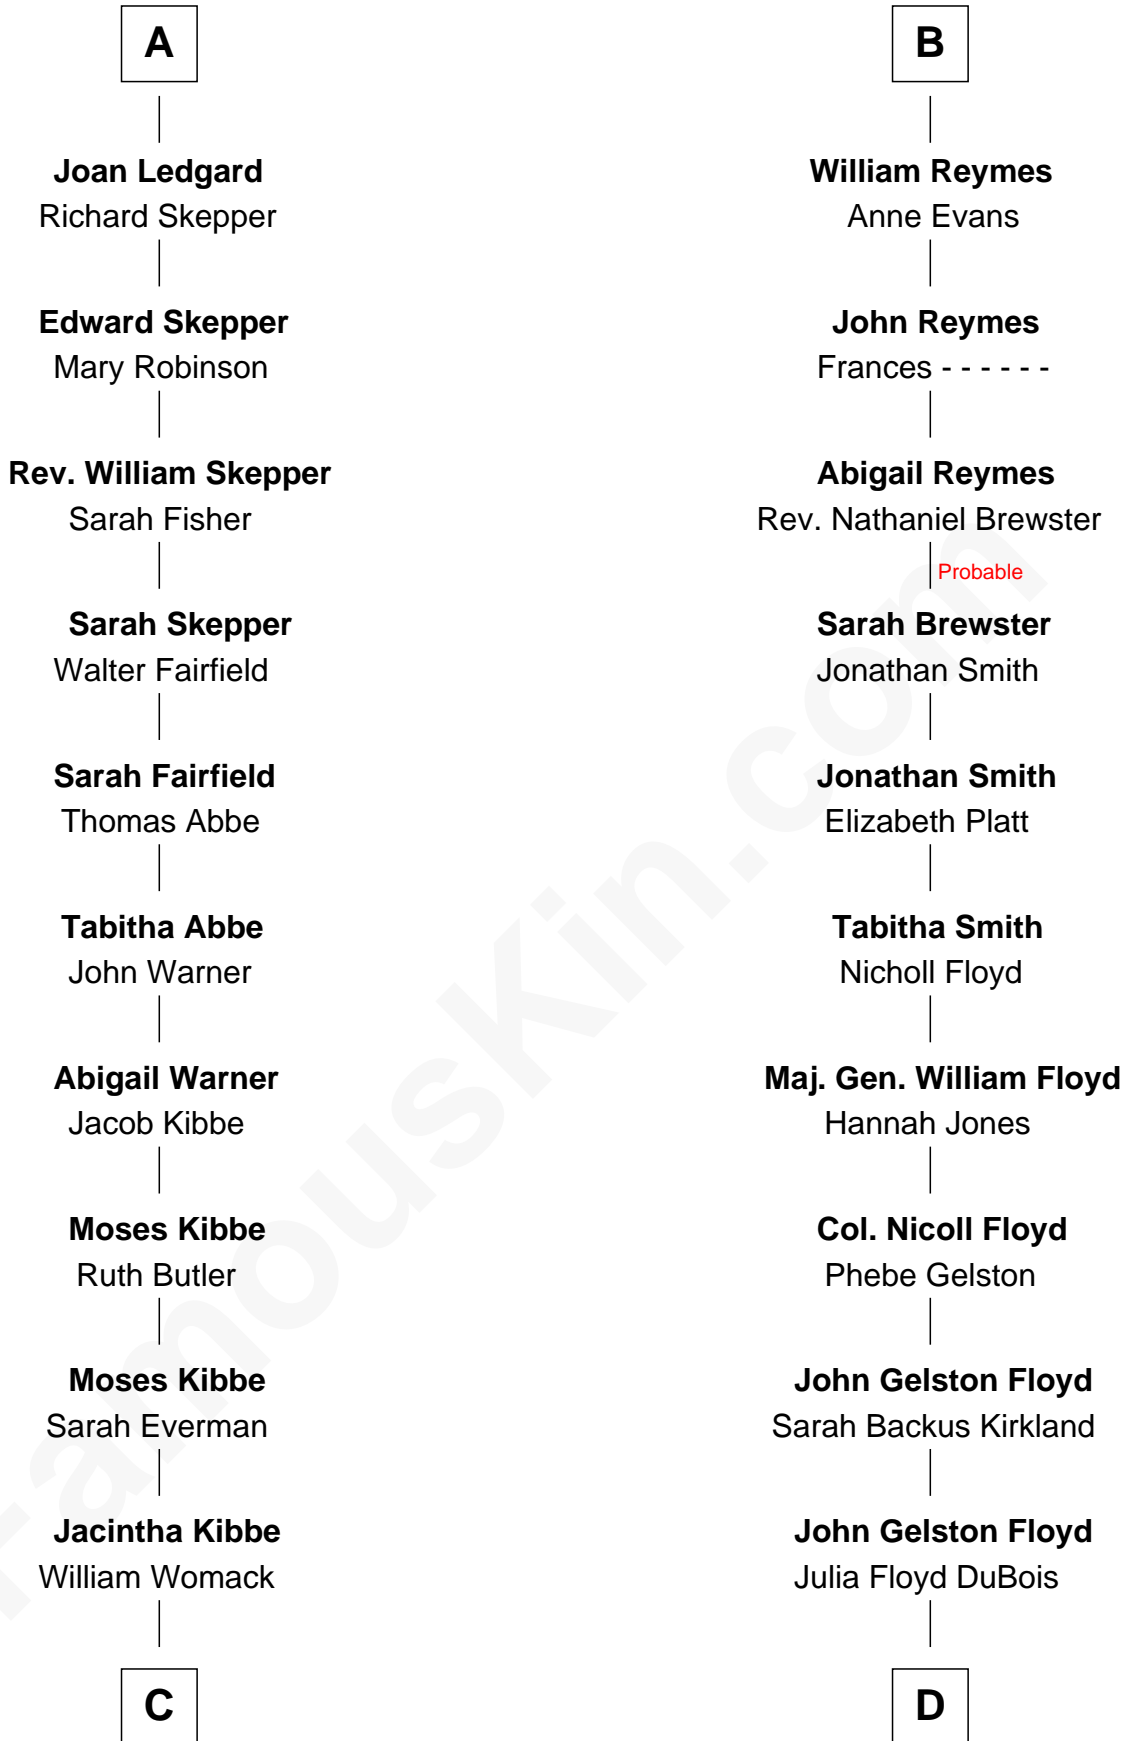 A
Joan Ledgard
Richard Skepper
Edward Skepper
Mary Robinson
Rev. William Skepper
Sarah Fisher
Sarah Skepper
Walter Fairfield
Sarah Fairfield
Thomas Abbe
Tabitha Abbe
John Warner
Abigail Warner
Jacob Kibbe
Moses Kibbe
Ruth Butler
Moses Kibbe
Sarah Everman
Jacintha Kibbe
William Womack
C
B
William Reymes
Anne Evans
John Reymes
Frances - - - - - -
Abigail Reymes
Rev. Nathaniel Brewster
Probable
Sarah Brewster
Jonathan Smith
Jonathan Smith
Elizabeth Platt
Tabitha Smith
Nicholl Floyd
Maj. Gen. William Floyd
Hannah Jones
Col. Nicoll Floyd
Phebe Gelston
John Gelston Floyd
Sarah Backus Kirkland
John Gelston Floyd
Julia Floyd DuBois
D
FamousKin.com